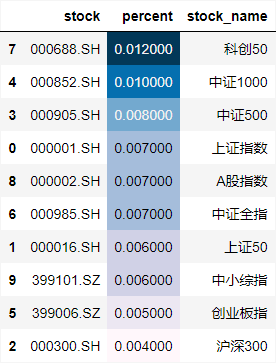 stock percent stock_name
7 000688.SH 0.012000 科创50
4 000852.SH 0.010000 中证1000
3 000905.SH 0.008000 中证500
0 000001.SH 0.007000 上证指数
8 000002.SH 0.007000 A股指数
6 000985.SH 0.007000 中证全指
1 000016.SH 0.006000 上证50
9 399101.SZ 0.006000 中小综指
5 399006.SZ 0.005000 创业板指
2 000300.SH 0.004000 沪深300